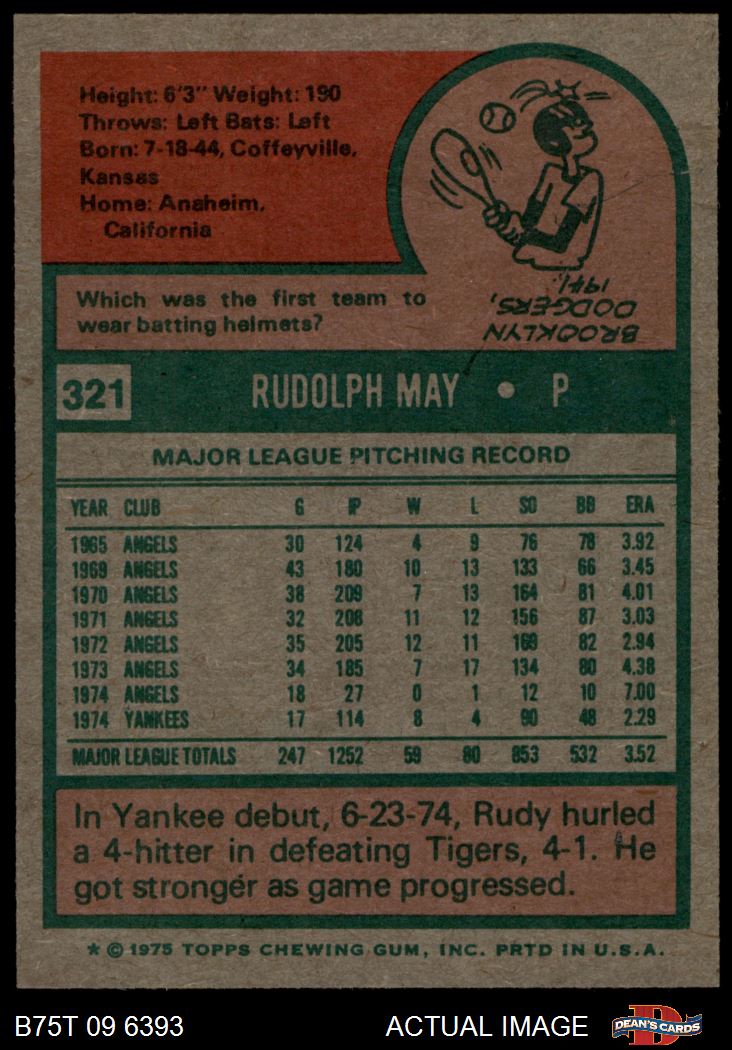 Height: 6'3" Weight: 190
Throws: Left Bats: Left
Born: 7-18-44, Coffeyville,
Kansas
Home: Anaheim,
California
Which was the first team to
wear batting helmets?
BROOKLYN
DODGERS,
1941
321 RUDOLPH MAY • P
MAJOR LEAGUE PITCHING RECORD
YEAR CLUB G IP W L SO BB ERA
1965 ANGELS 30 124 4 9 76 78 3.92
1969 ANGELS 43 180 10 13 133 66 3.45
1970 ANGELS 38 209 7 13 164 81 4.01
1971 ANGELS 32 208 11 12 156 87 3.03
1972 ANGELS 35 205 12 11 169 82 2.94
1973 ANGELS 34 185 7 17 134 80 4.38
1974 ANGELS 18 27 0 1 12 10 7.00
1974 YANKEES 17 114 8 4 90 48 2.29
MAJOR LEAGUE TOTALS 247 1252 59 80 853 532 3.52
In Yankee debut, 6-23-74, Rudy hurled
a 4-hitter in defeating Tigers, 4-1. He
got stronger as game progressed.
* © 1975 TOPPS CHEWING GUM, INC. PRTD IN U.S.A.
B75T 09 6393 ACTUAL IMAGE D DEAN'S CARDS